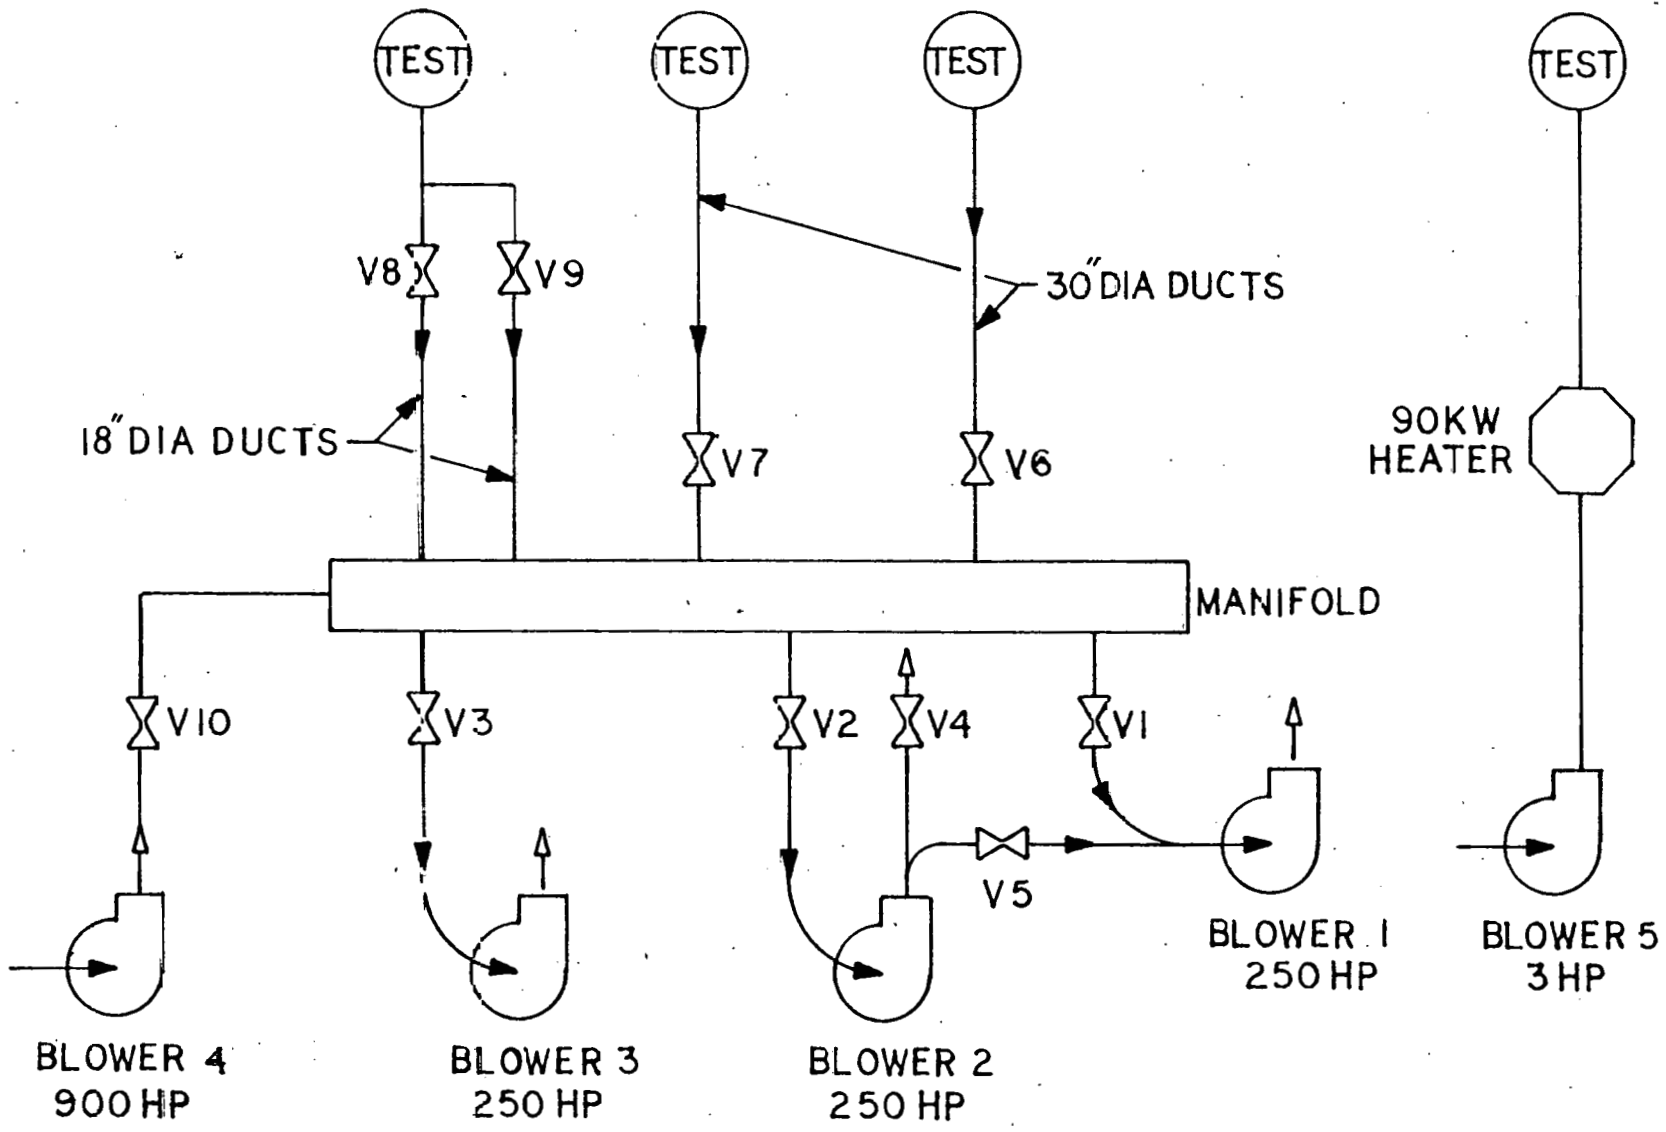 TEST
TEST
TEST
TEST
V8
V9
30" DIA DUCTS
18" DIA DUCTS
V7
V6
90KW
HEATER
MANIFOLD
V10
V3
V2
V4
V1
V5
BLOWER 1
250 HP
BLOWER 5
3 HP
BLOWER 4
900 HP
BLOWER 3
250 HP
BLOWER 2
250 HP